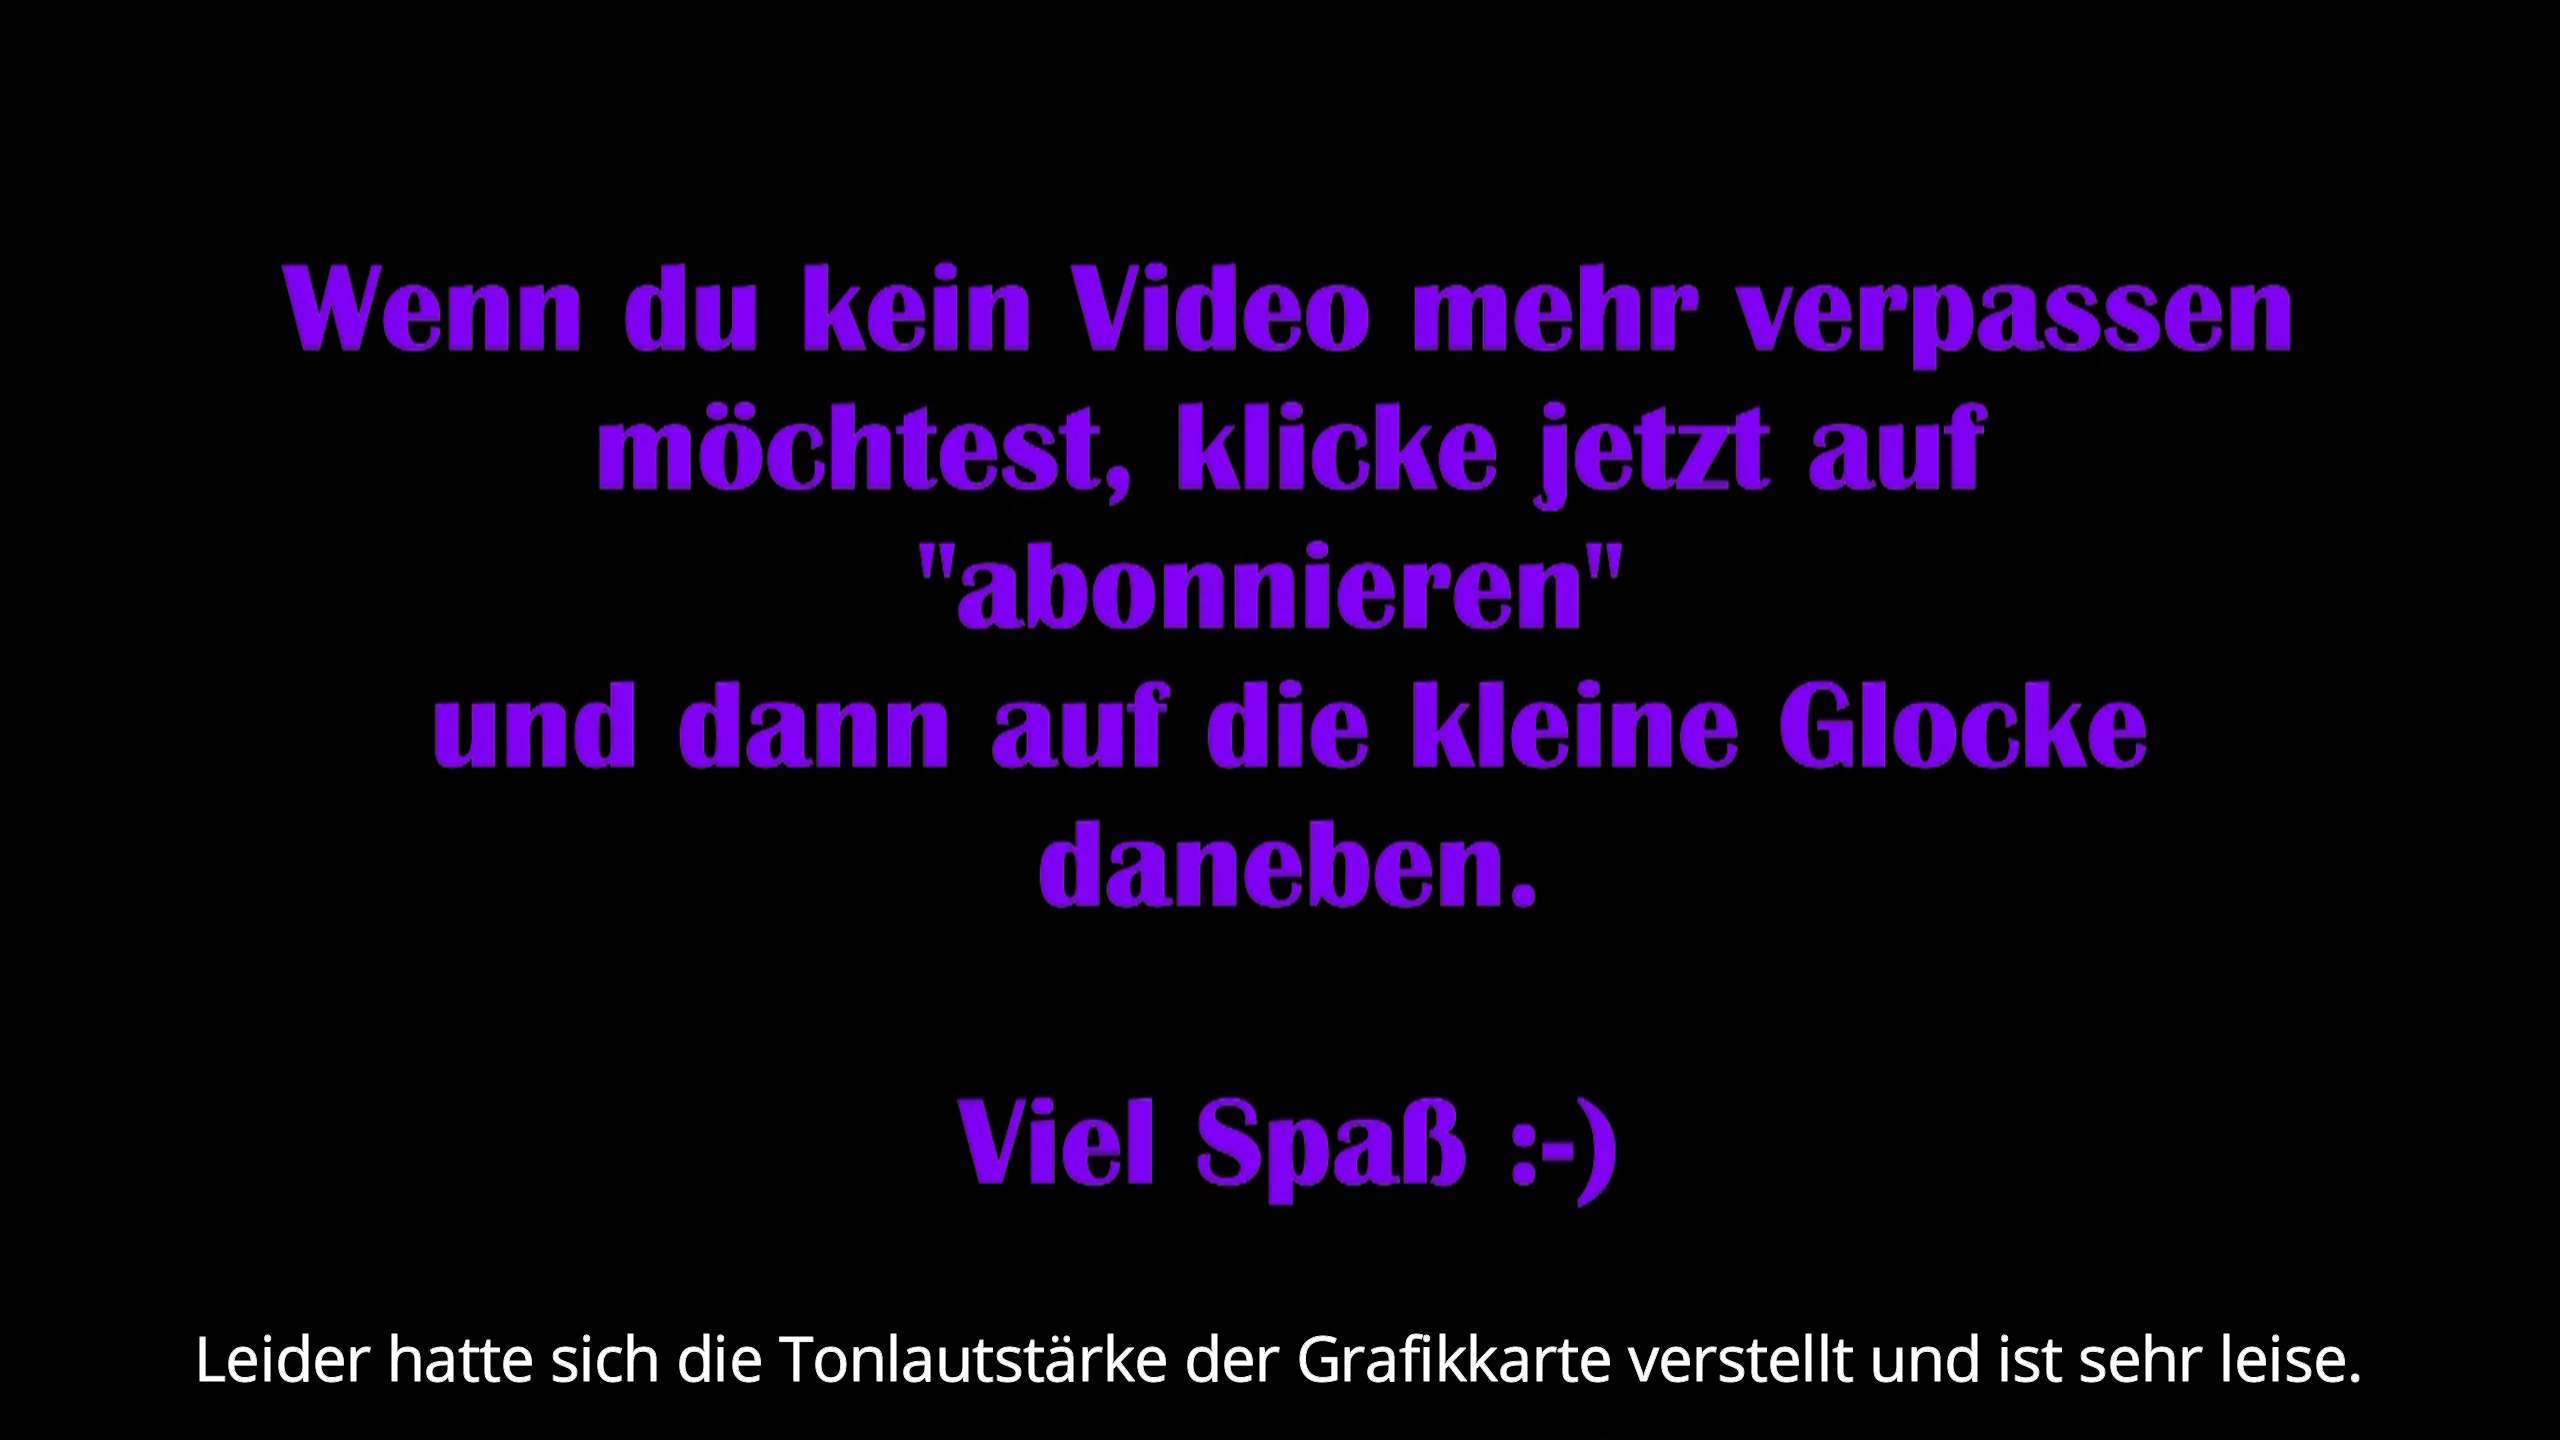 Wenn du kein Video mehr verpassen
möchtest, klicke jetzt auf
"abonnieren"
und dann auf die kleine Glocke
daneben.
Viel Spaß :-)
Leider hatte sich die Tonlautstärke der Grafikkarte verstellt und ist sehr leise.